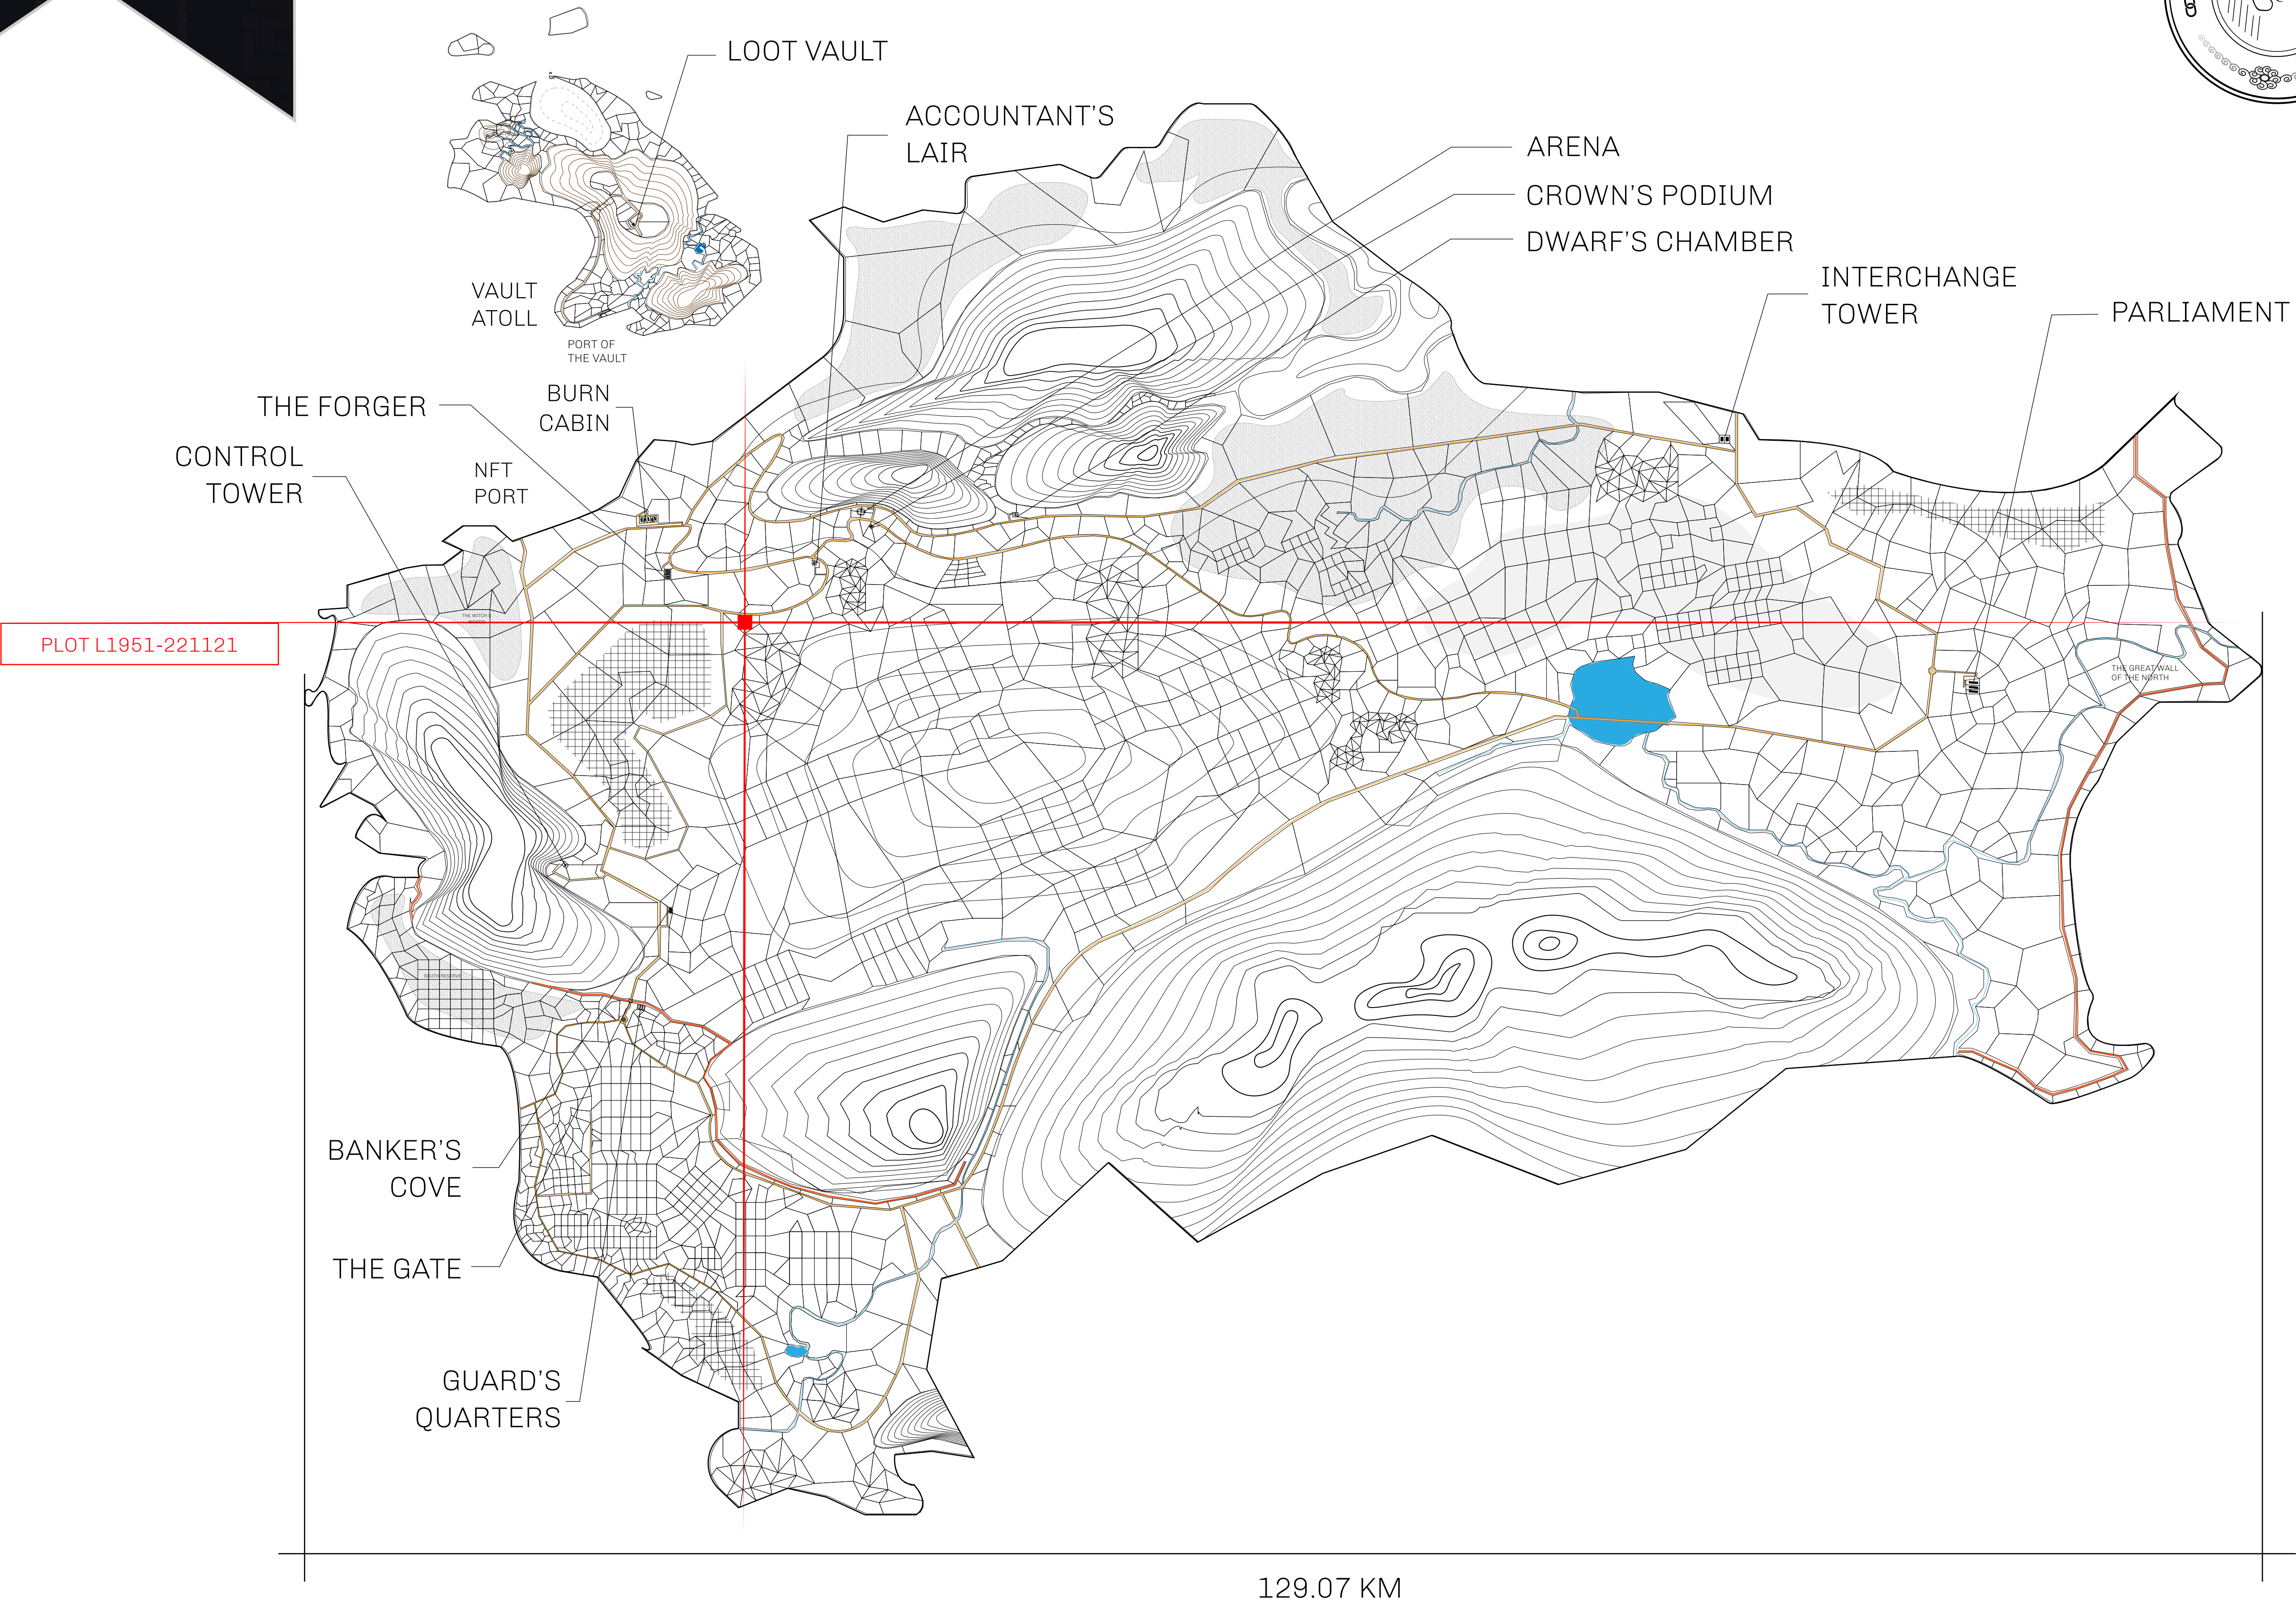 LOOT VAULT
ACCOUNTANT'S
LAIR
ARENA
CROWN'S PODIUM
DWARF'S CHAMBER
INTERCHANGE
TOWER
PARLIAMENT
VAULT
ATOLL
PORT OF
THE VAULT
BURN
CABIN
THE FORGER
CONTROL
TOWER
NFT
PORT
PLOT L1951-221121
THE GREAT WALL
OF THE NORTH
SOUTH RESERVE
BANKER'S
COVE
THE GATE
GUARD'S
QUARTERS
129.07 KM